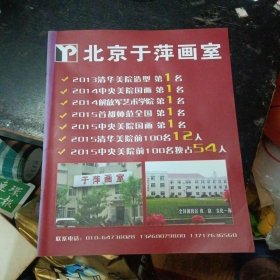 YP 北京于萍画室
2013清华美院造型 第1名
2014中央美院国画 第1名
2014解放军艺术学院 第1名
2015首都师范全国 第1名
2015中央美院国画 第1名
2015清华美院前100名12人
2015中央美院前100名独占54人
于萍画室
联系电话:010-64736028 13260079800 13717636560